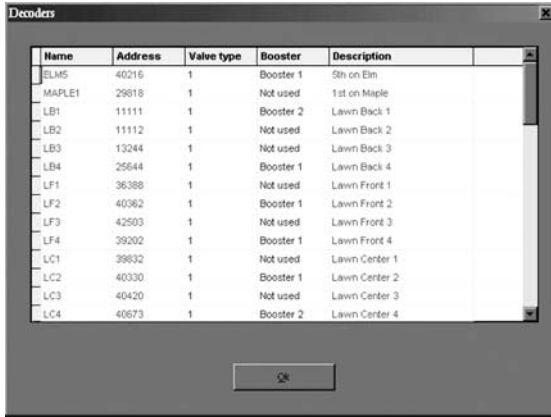 Decoders
Name Address Valve type Booster Description
ELM5 40216 1 Booster 1 5th on Elm
MAPLE1 29818 1 Not used 1st on Maple
LB1 11111 1 Booster 2 Lawn Back 1
LB2 11112 1 Not used Lawn Back 2
LB3 13244 1 Not used Lawn Back 3
LB4 25644 1 Booster 1 Lawn Back 4
LF1 36388 1 Not used Lawn Front 1
LF2 40362 1 Booster 1 Lawn Front 2
LF3 42503 1 Not used Lawn Front 3
LF4 39202 1 Booster 1 Lawn Front 4
LC1 39832 1 Not used Lawn Center 1
LC2 40330 1 Booster 1 Lawn Center 2
LC3 40420 1 Not used Lawn Center 3
LC4 40673 1 Booster 2 Lawn Center 4
Ok